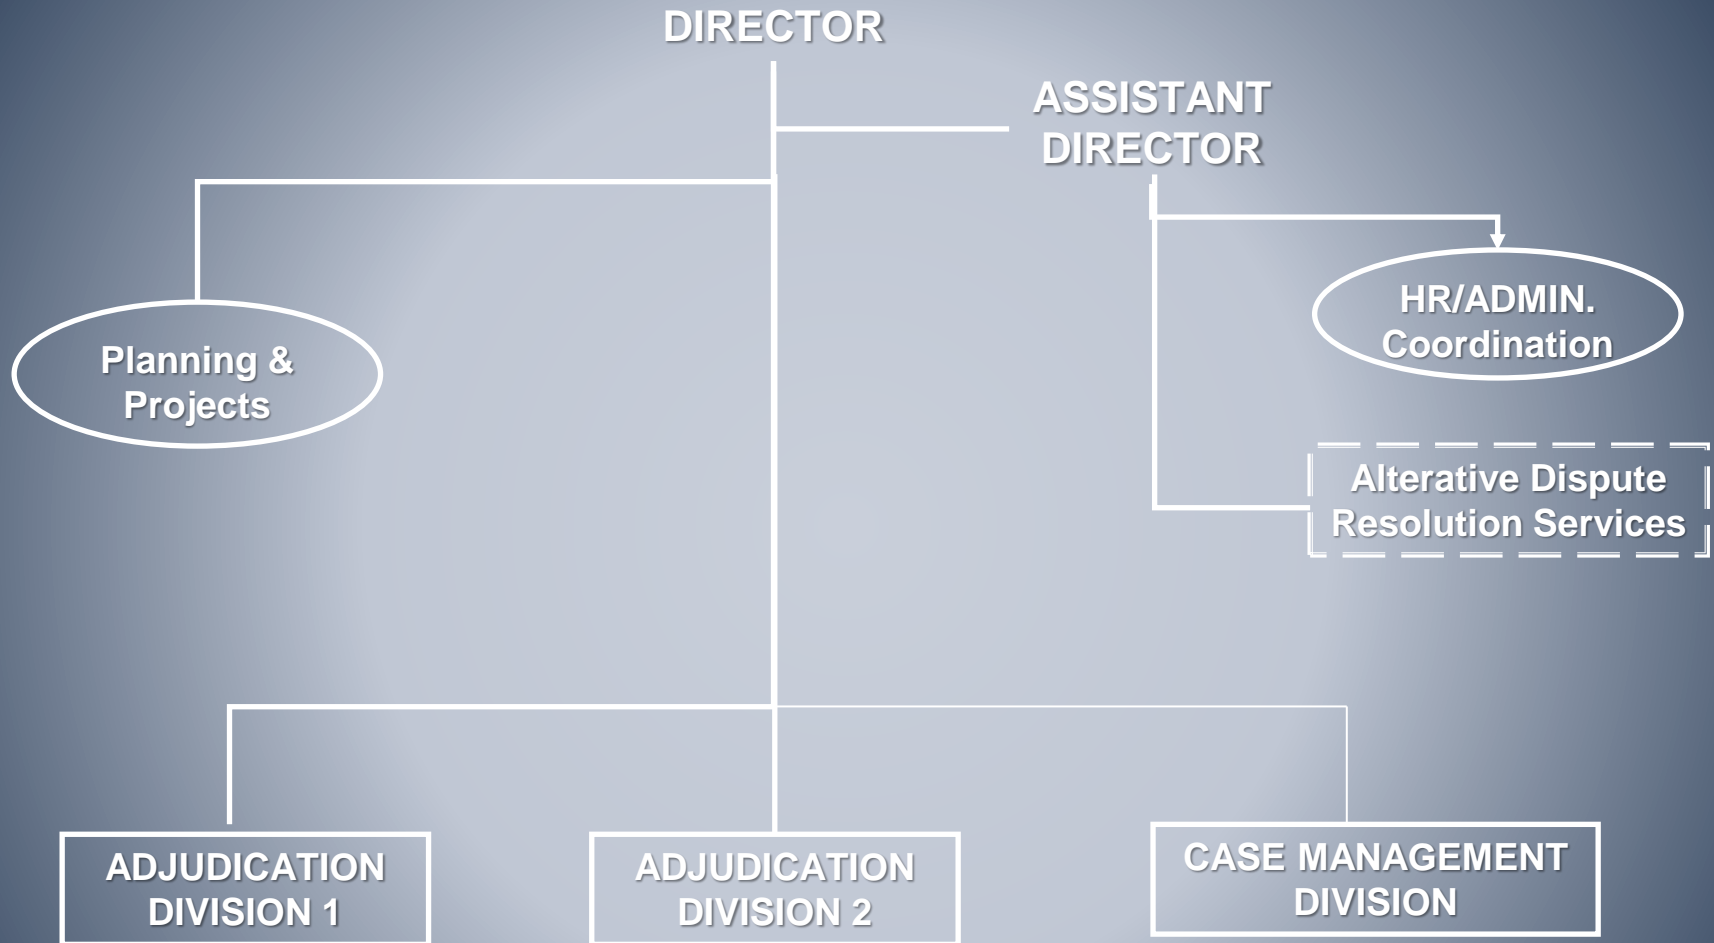 DIRECTOR
ASSISTANT
DIRECTOR
HR/ADMIN.
Coordination
Planning &
Projects
Alterative Dispute
Resolution Services
ADJUDICATION
DIVISION 1
ADJUDICATION
DIVISION 2
CASE MANAGEMENT
DIVISION